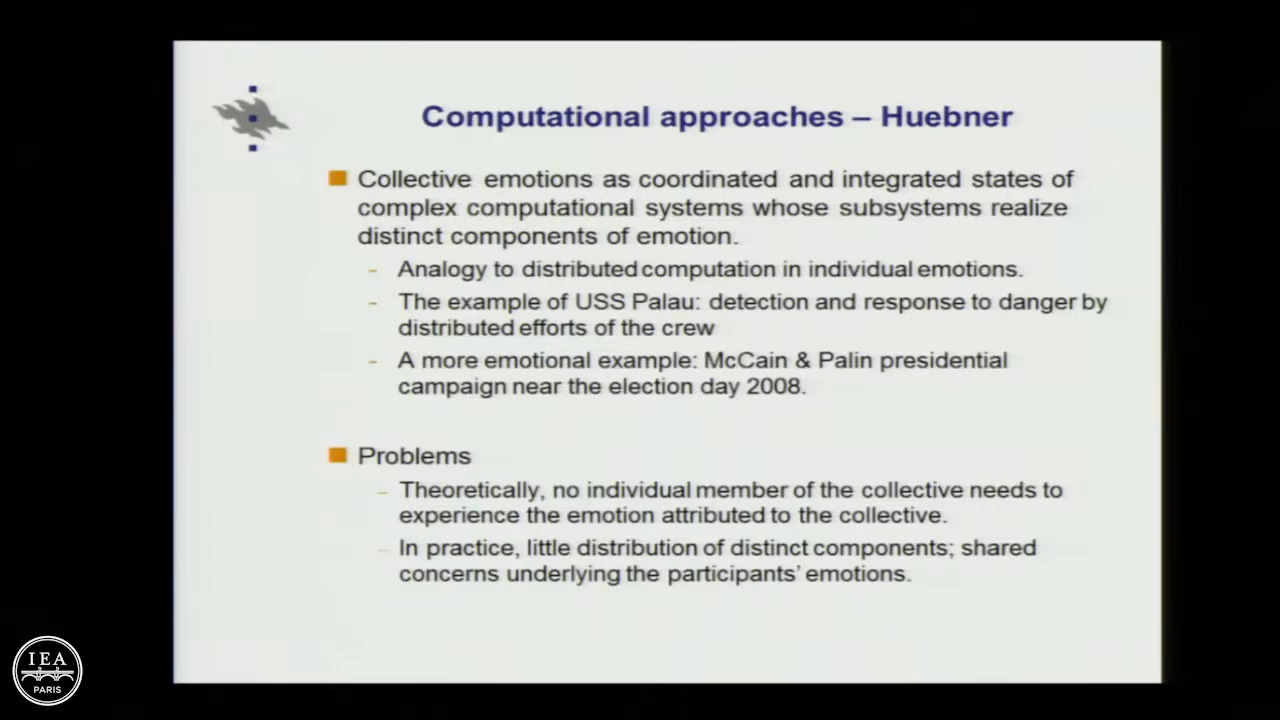 Computational approaches – Huebner
Collective emotions as coordinated and integrated states of
complex computational systems whose subsystems realize
distinct components of emotion.
- Analogy to distributed computation in individual emotions.
- The example of USS Palau: detection and response to danger by
distributed efforts of the crew
- A more emotional example: McCain & Palin presidential
campaign near the election day 2008.
Problems
- Theoretically, no individual member of the collective needs to
experience the emotion attributed to the collective.
- In practice, little distribution of distinct components; shared
concerns underlying the participants' emotions.
IEA
PARIS